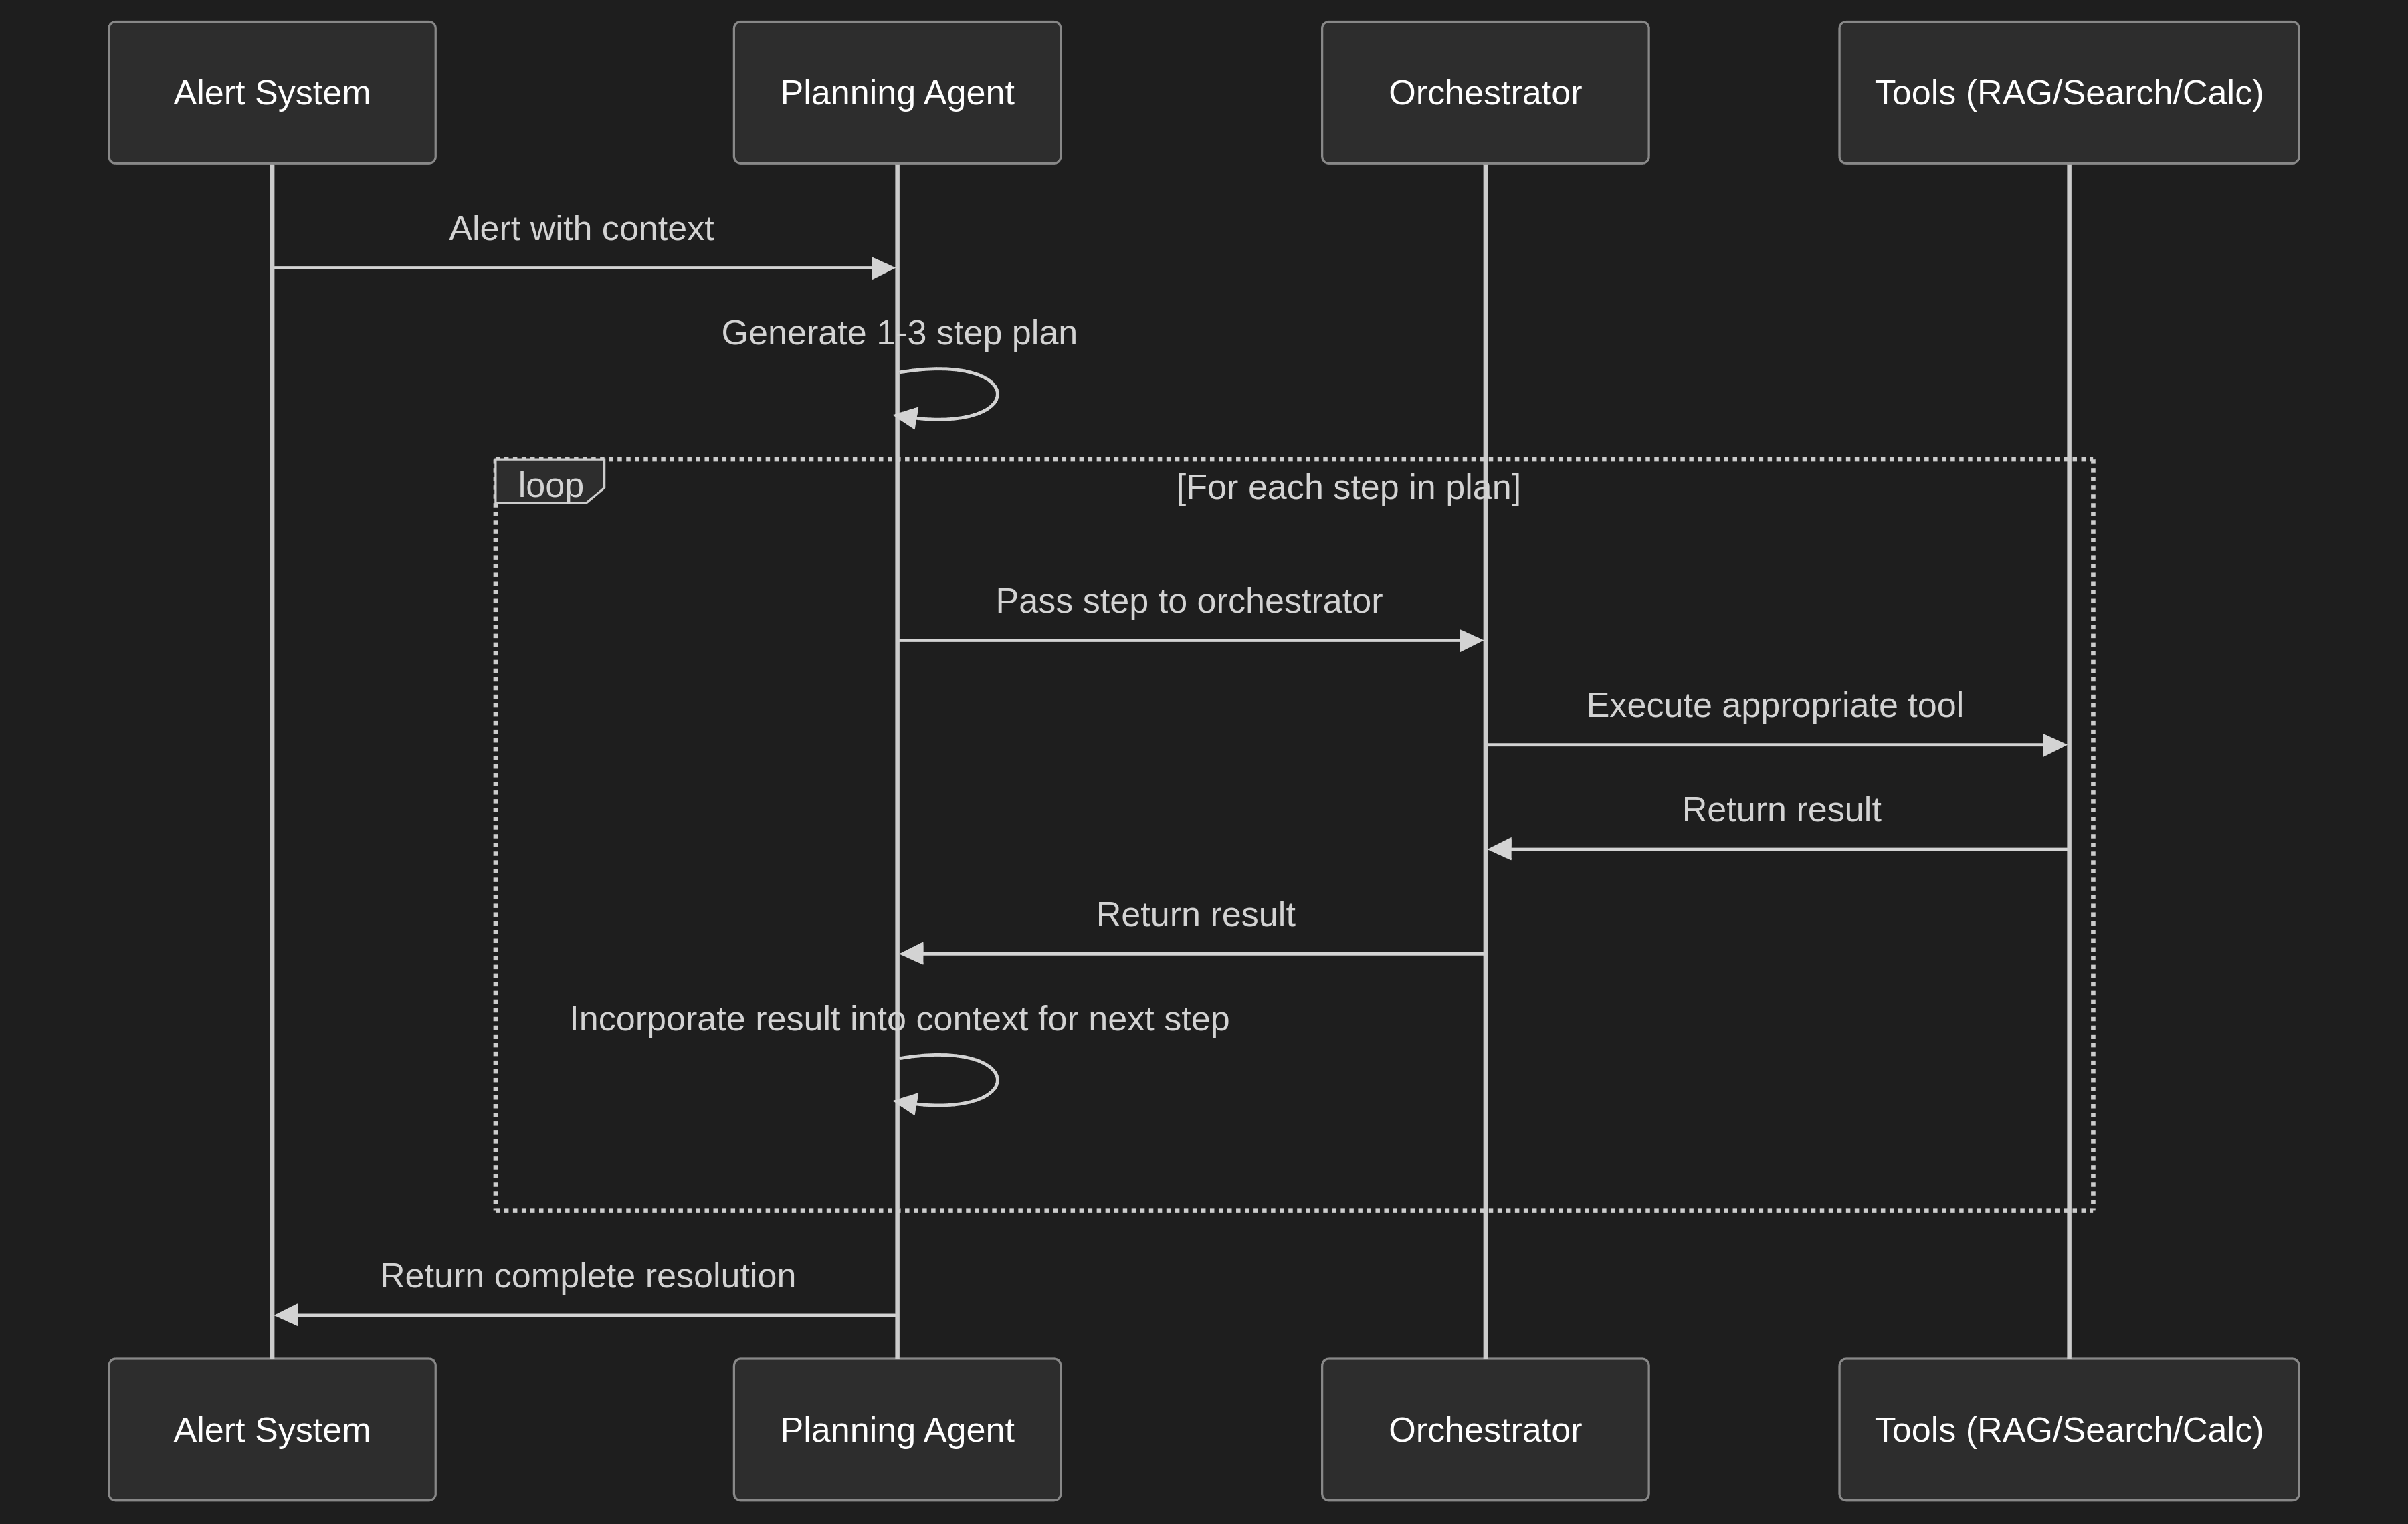 Alert System
Planning Agent
Orchestrator
Tools (RAG/Search/Calc)
Alert with context
Generate 1-3 step plan
loop
[For each step in plan]
Pass step to orchestrator
Execute appropriate tool
Return result
Return result
Incorporate result into context for next step
Return complete resolution
Alert System
Planning Agent
Orchestrator
Tools (RAG/Search/Calc)